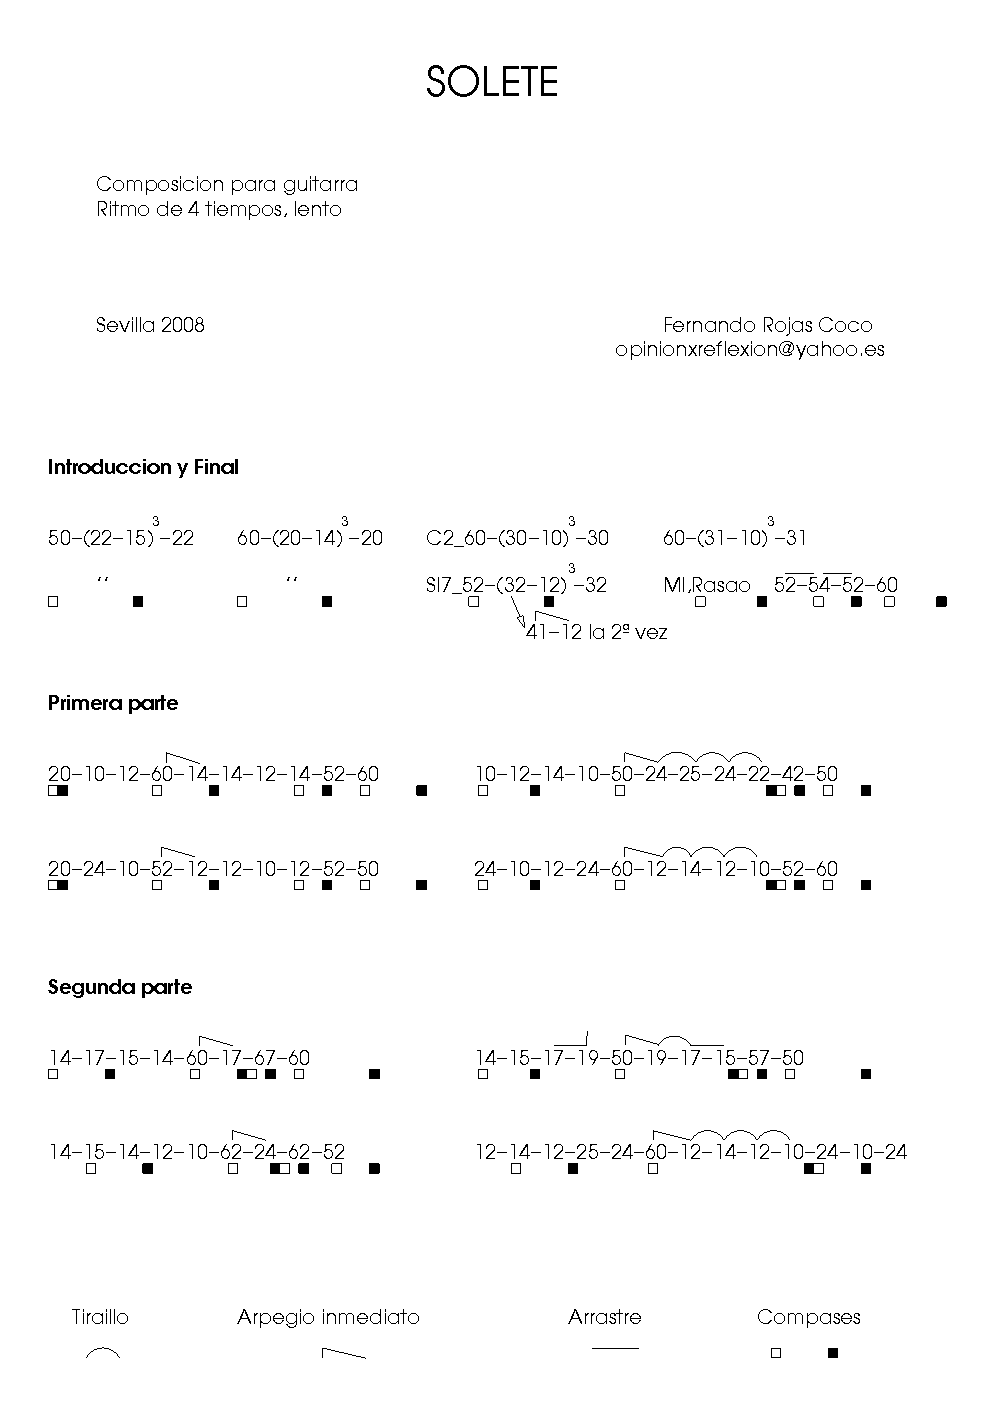 SOLETE
Composicion para guitarra
Ritmo de 4 tiempos, lento
Sevilla 2008
Fernando Rojas Coco
opinionxreflexion@yahoo.es
Introduccion y Final
50–(22–15)³–22 60–(20–14)³–20 C2_60–(30–10)³–30 60–(31–10)³–31
‘‘ ‘‘ SI7_52–(32–12)³–32 MI,Rasao 52–54–52–60
41–12 la 2ª vez
Primera parte
20–10–12–60–14–14–12–14–52–60 10–12–14–10–50–24–25–24–22–42–50
20–24–10–52–12–12–10–12–52–50 24–10–12–24–60–12–14–12–10–52–60
Segunda parte
14–17–15–14–60–17–67–60 14–15–17–19–50–19–17–15–57–50
14–15–14–12–10–62–24–62–52 12–14–12–25–24–60–12–14–12–10–24–10–24
Tiraillo Arpegio inmediato Arrastre Compases